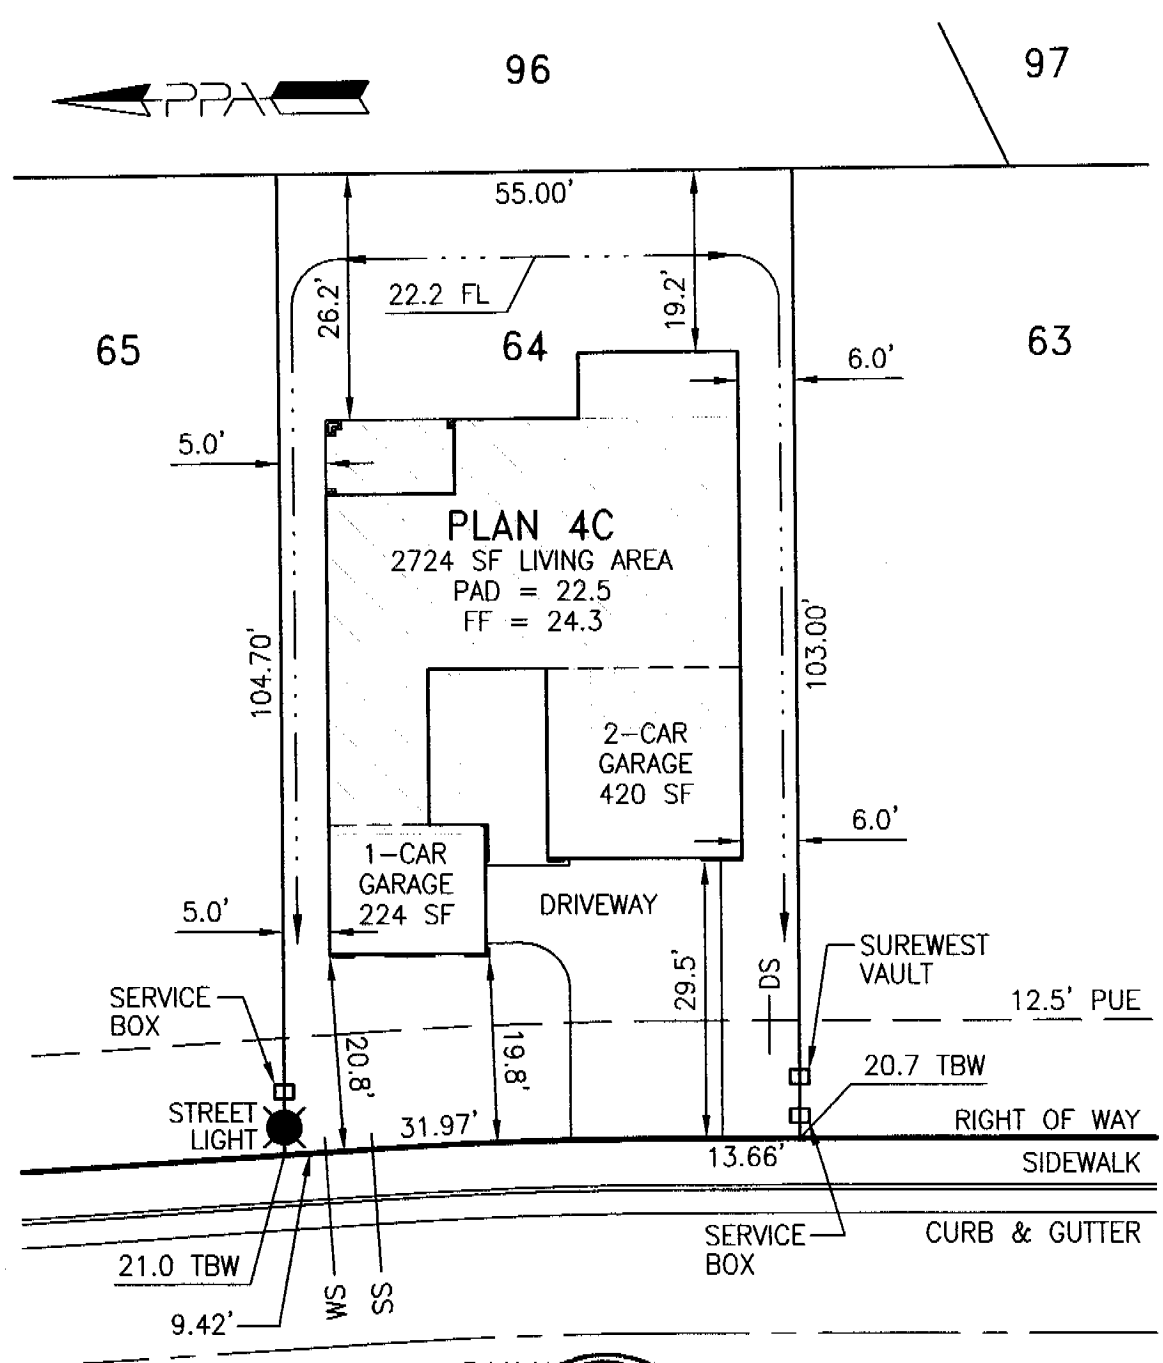 96
97
PPA
55.00'
26.2'
22.2 FL
19.2'
65
64
63
6.0'
5.0'
PLAN 4C
2724 SF LIVING AREA
PAD = 22.5
FF = 24.3
104.70'
103.00'
2-CAR
GARAGE
420 SF
6.0'
1-CAR
GARAGE
224 SF
5.0'
DRIVEWAY
29.5'
DS
SUREWEST
VAULT
SERVICE
BOX
12.5' PUE
20.8'
19.8'
20.7 TBW
STREET
LIGHT
31.97'
RIGHT OF WAY
13.66'
SIDEWALK
SERVICE
BOX
CURB & GUTTER
21.0 TBW
SW
SS
9.42'